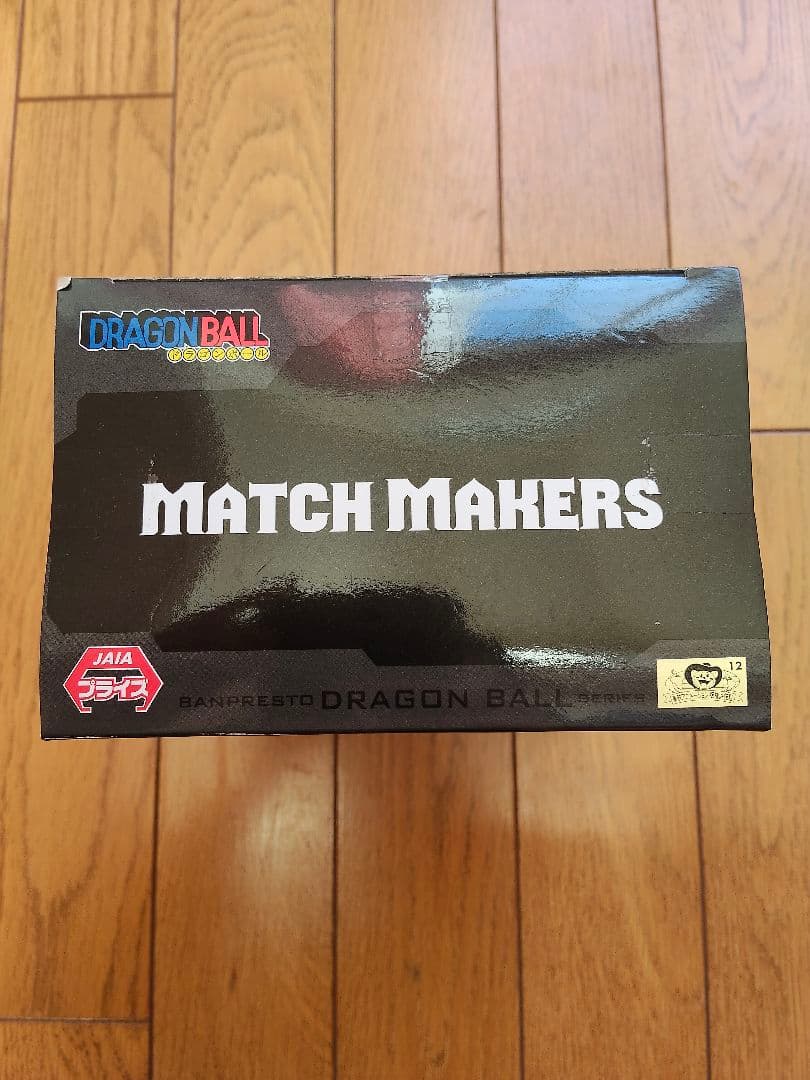 DRAGON BALL
ドラゴンボール
MATCH MAKERS
JAIA
プライズ
BANPRESTO DRAGON BALL SERIES
12